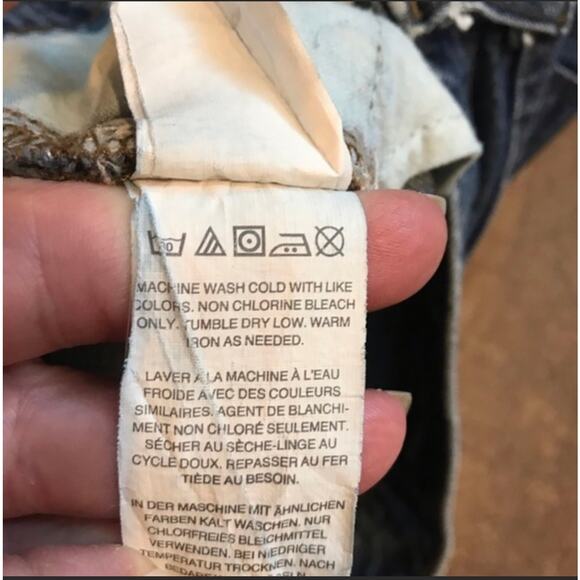 30
MACHINE WASH COLD WITH LIKE
COLORS. NON CHLORINE BLEACH
ONLY. TUMBLE DRY LOW. WARM
IRON AS NEEDED.
LAVER À LA MACHINE À L'EAU
FROIDE AVEC DES COULEURS
SIMILAIRES. AGENT DE BLANCHI-
MENT NON CHLORÉ SEULEMENT.
SÉCHER AU SÈCHE-LINGE AU
CYCLE DOUX. REPASSER AU FER
TIÈDE AU BESOIN.
IN DER MASCHINE MIT ÄHNLICHEN
FARBEN KALT WASCHEN. NUR
CHLORFREIES BLEICHMITTEL
VERWENDEN. BEI NIEDRIGER
TEMPERATUR TROCKNEN. NACH